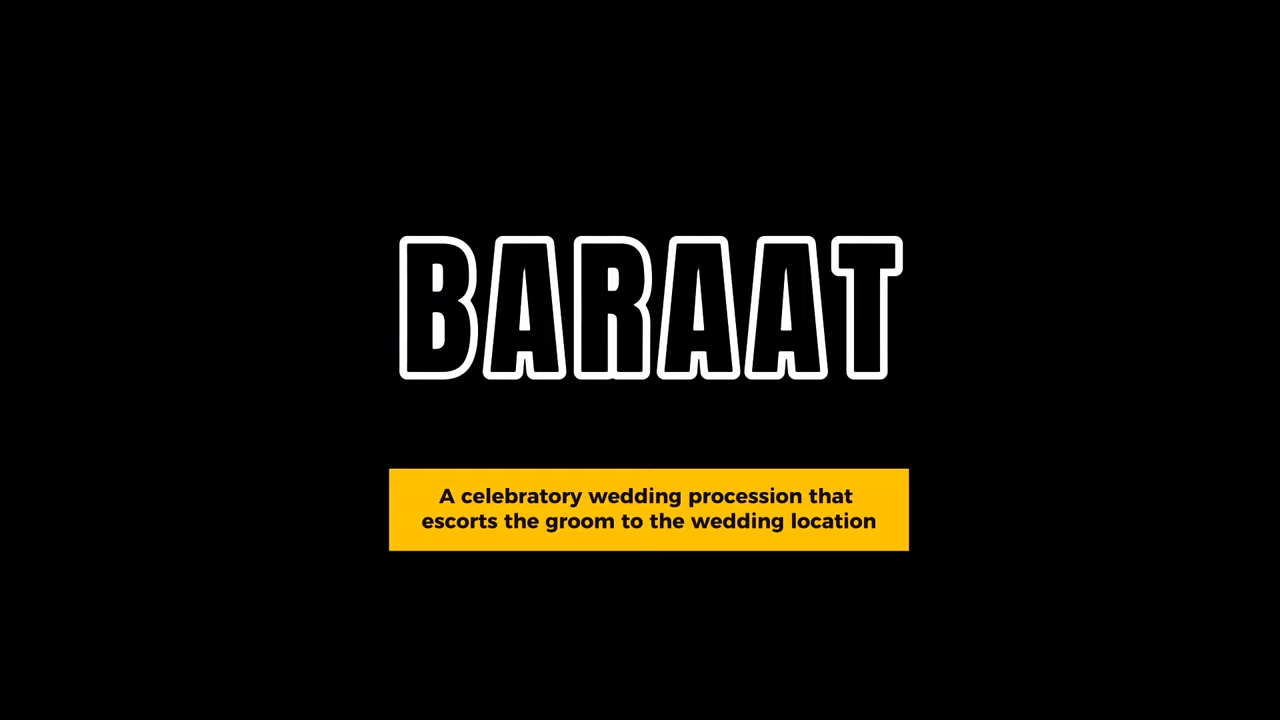 BARAAT
A celebratory wedding procession that
escorts the groom to the wedding location